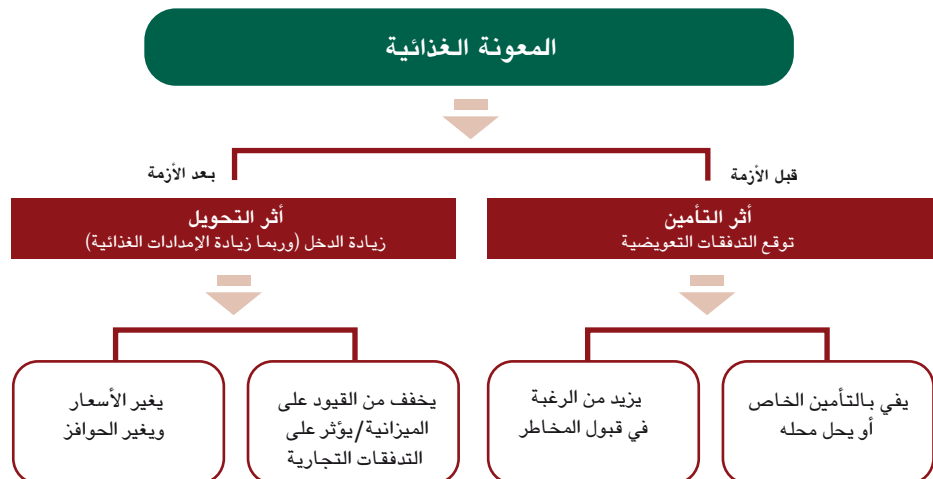 المعونة الغذائية
قبل الأزمة
بعد الأزمة
أثر التأمين
توقع التدفقات التعويضية
أثر التحويل
زيادة الدخل (وربما زيادة الإمدادات الغذائية)
يفي بالتأمين الخاص
أو يحل محله
يزيد من الرغبة
في قبول المخاطر
يخفف من القيود على
الميزانية/يؤثر على
التدفقات التجارية
يغير الأسعار
ويغير الحوافز